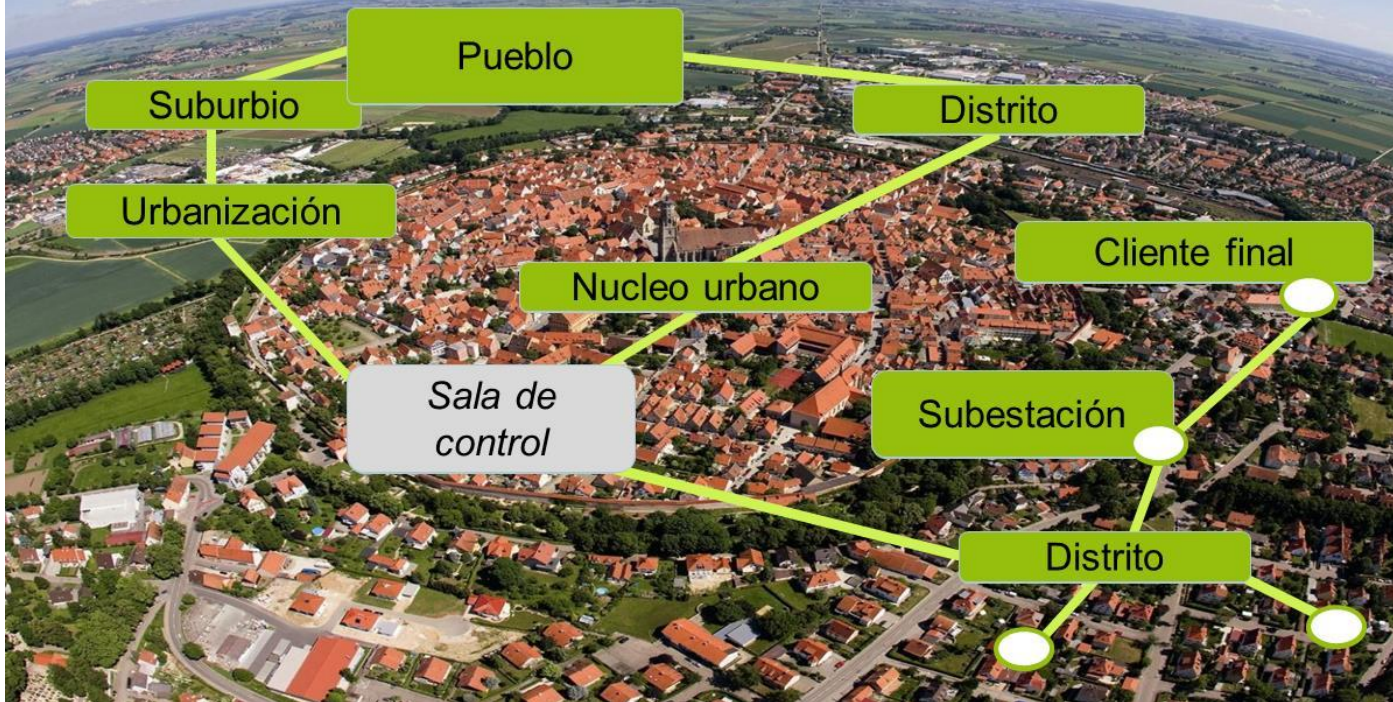 Pueblo
Suburbio
Distrito
Urbanización
Cliente final
Nucleo urbano
Sala de
control
Subestación
Distrito